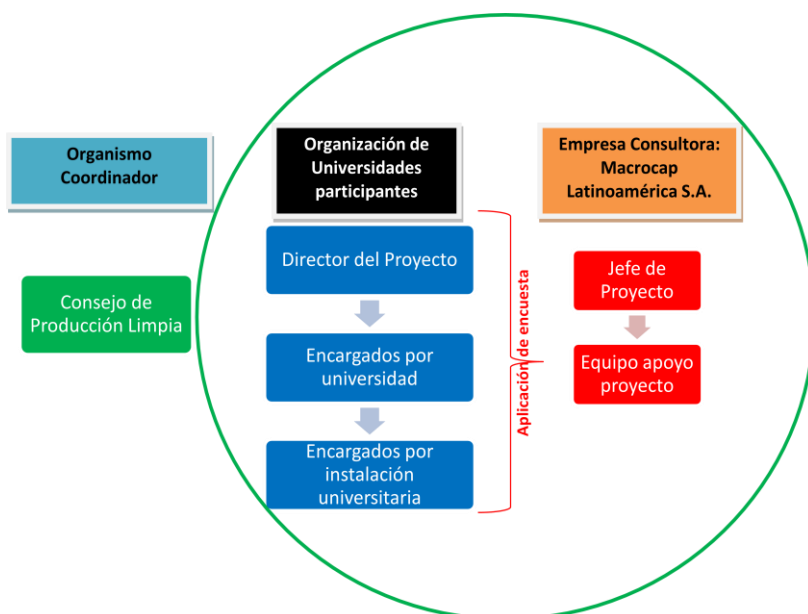 Organismo
Coordinador
Organización de
Universidades
participantes
Empresa Consultora:
Macrocap
Latinoamérica S.A.
Consejo de
Producción Limpia
Director del Proyecto
Encargados por
universidad
Encargados por
instalación
universitaria
Aplicación de encuesta
Jefe de
Proyecto
Equipo apoyo
proyecto